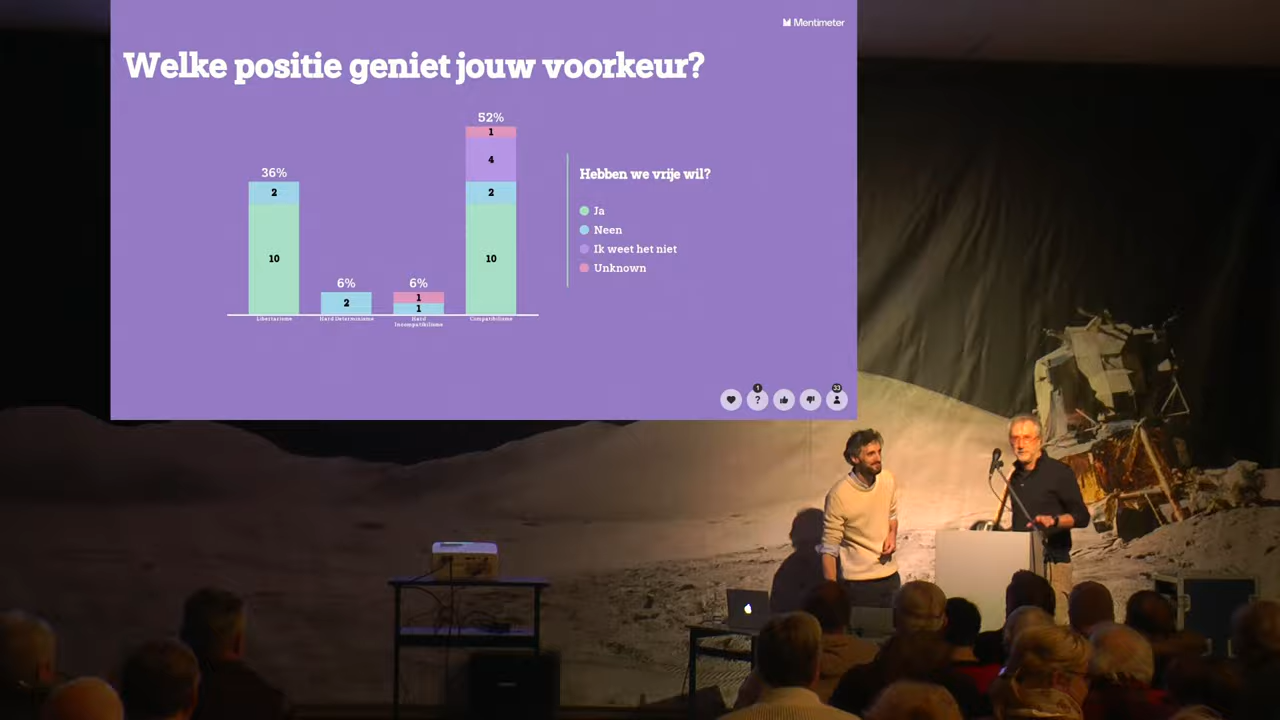 Mentimeter
Welke positie geniet jouw voorkeur?
52%
1
4
36%
2
2
Hebben we vrije wil?
Ja
Neen
Ik weet het niet
Unknown
10
10
6%
6%
2
1
1
Libertarisme
Hard Determinisme
Hard
Incompatibilisme
Compatibilisme
1
33
?